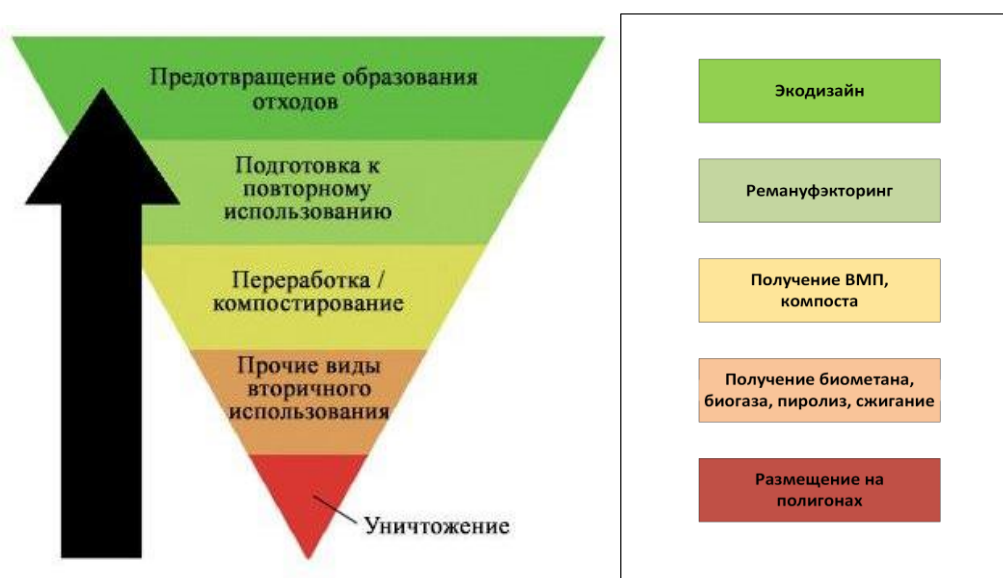 Предотвращение образования
отходов
Подготовка к
повторному
использованию
Переработка /
компостирование
Прочие виды
вторичного
использования
Уничтожение
Экодизайн
Ремануфэкторинг
Получение ВМП,
компоста
Получение биометана,
биогаза, пиролиз, сжигание
Размещение на
полигонах